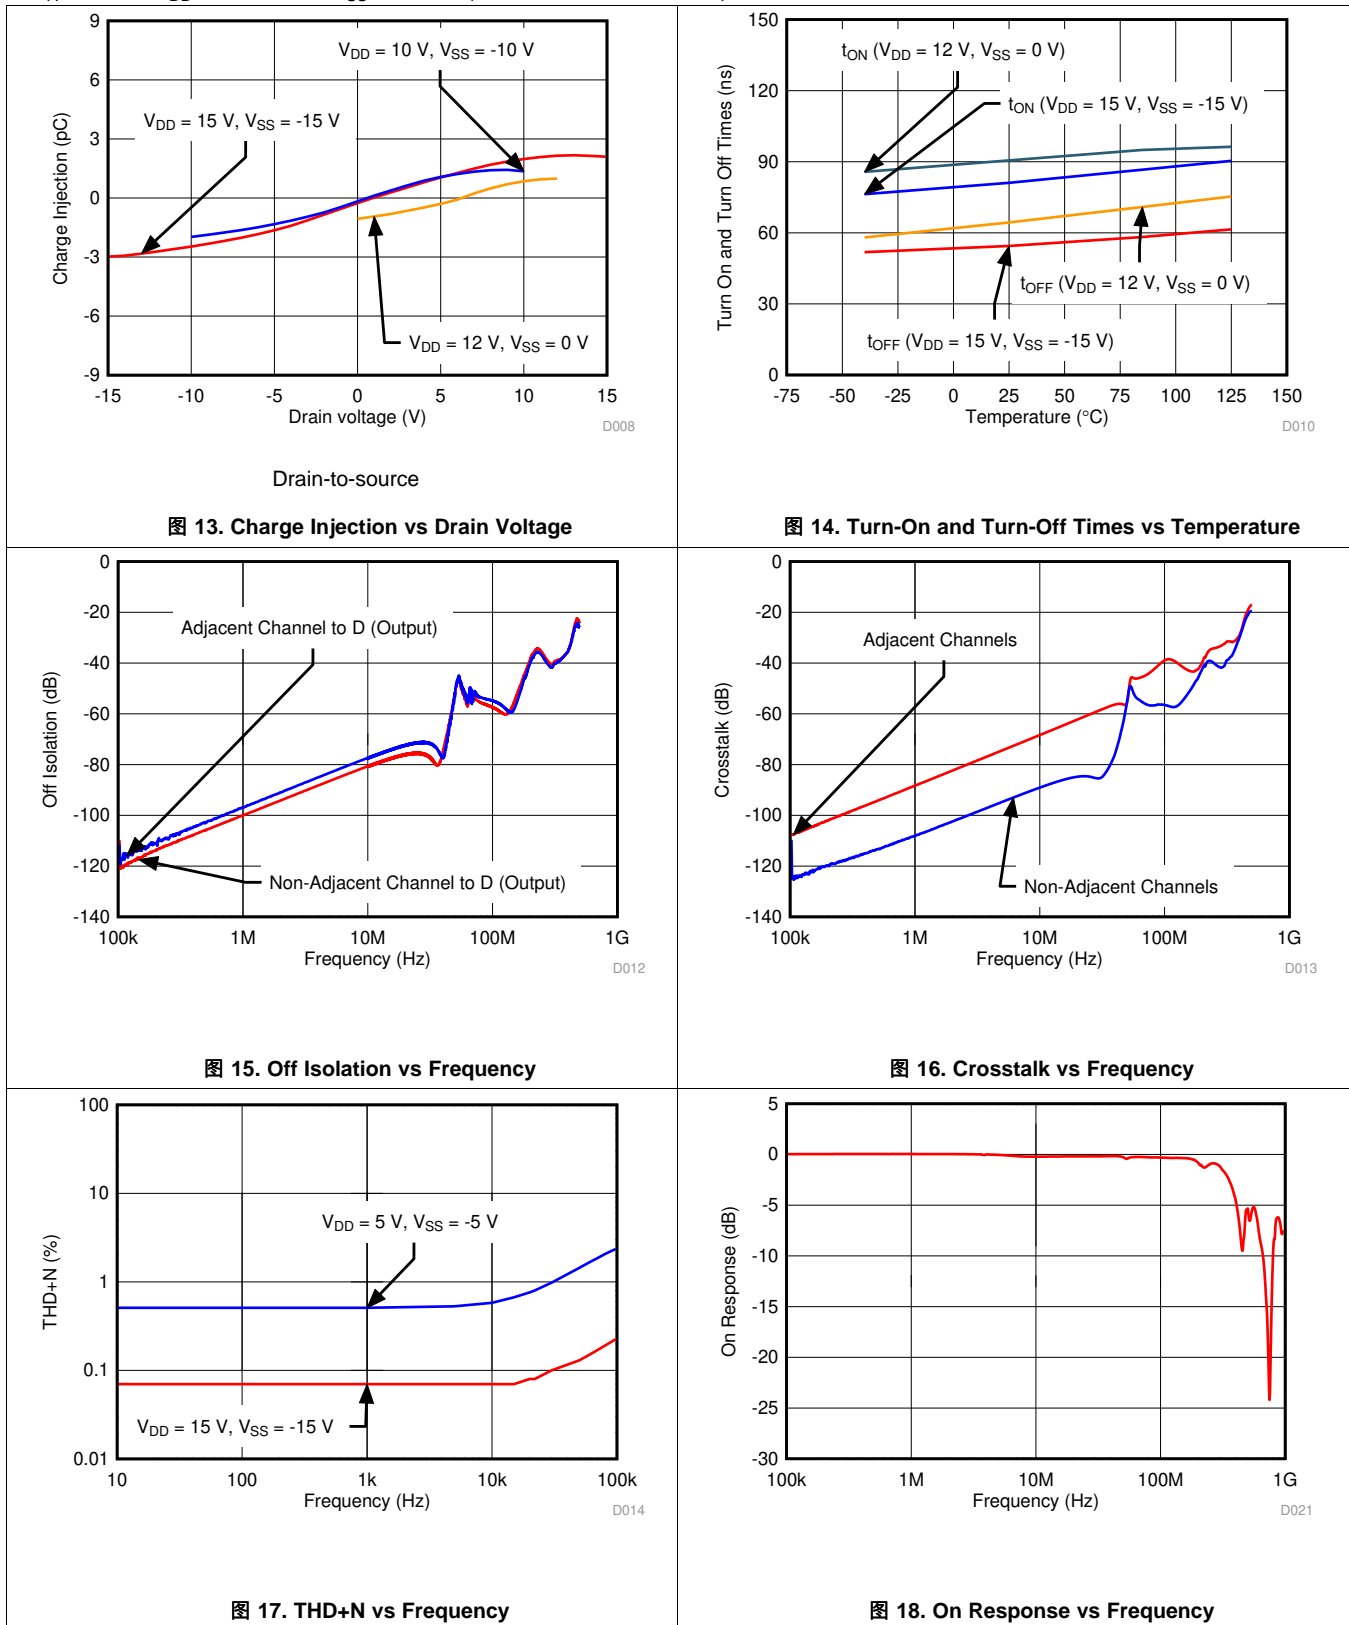 9
6
3
0
-3
-6
-9
-15
-10
-5
0
5
10
15
Charge Injection (pC)
Drain voltage (V)
D008
VDD = 10 V, VSS = -10 V
VDD = 15 V, VSS = -15 V
VDD = 12 V, VSS = 0 V
Drain-to-source
图 13. Charge Injection vs Drain Voltage
150
120
90
60
30
0
-75
-50
-25
0
25
50
75
100
125
150
Turn On and Turn Off Times (ns)
Temperature (°C)
D010
tON (VDD = 12 V, VSS = 0 V)
tON (VDD = 15 V, VSS = -15 V)
tOFF (VDD = 12 V, VSS = 0 V)
tOFF (VDD = 15 V, VSS = -15 V)
图 14. Turn-On and Turn-Off Times vs Temperature
0
-20
-40
-60
-80
-100
-120
-140
100k
1M
10M
100M
1G
Off Isolation (dB)
Frequency (Hz)
D012
Adjacent Channel to D (Output)
Non-Adjacent Channel to D (Output)
图 15. Off Isolation vs Frequency
0
-20
-40
-60
-80
-100
-120
-140
100k
1M
10M
100M
1G
Crosstalk (dB)
Frequency (Hz)
D013
Adjacent Channels
Non-Adjacent Channels
图 16. Crosstalk vs Frequency
100
10
1
0.1
0.01
10
100
1k
10k
100k
THD+N (%)
Frequency (Hz)
D014
VDD = 5 V, VSS = -5 V
VDD = 15 V, VSS = -15 V
图 17. THD+N vs Frequency
5
0
-5
-10
-15
-20
-25
-30
100k
1M
10M
100M
1G
On Response (dB)
Frequency (Hz)
D021
图 18. On Response vs Frequency